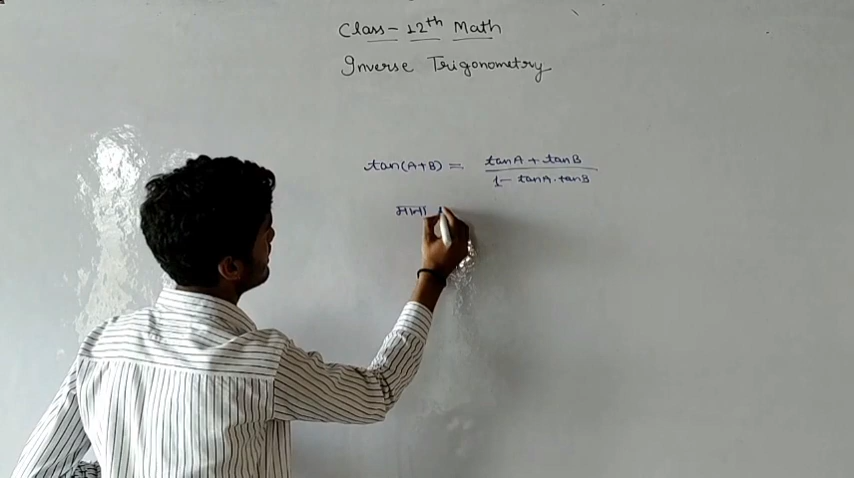 Class- 12th Math
Inverse Trigonometry
tan(A+B) = (tanA + tanB) / (1- tanA.tanB)
माना